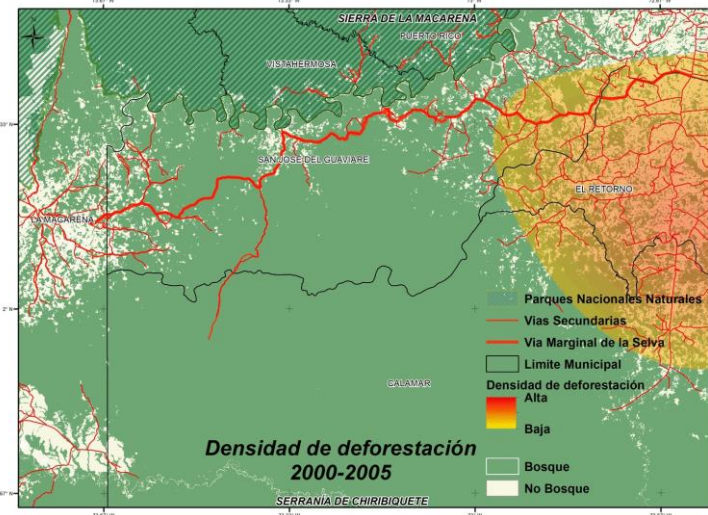 SIERRA DE LA MACARENA
PUERTO RICO
VISTAHERMOSA
SAN JOSE DEL GUAVIARE
EL RETORNO
LA MACARENA
CALAMAR
Parques Nacionales Naturales
Vias Secundarias
Via Marginal de la Selva
Limite Municipal
Densidad de deforestación
Alta
Baja
Bosque
No Bosque
Densidad de deforestación
2000-2005
SERRANÍA DE CHIRIBIQUETE